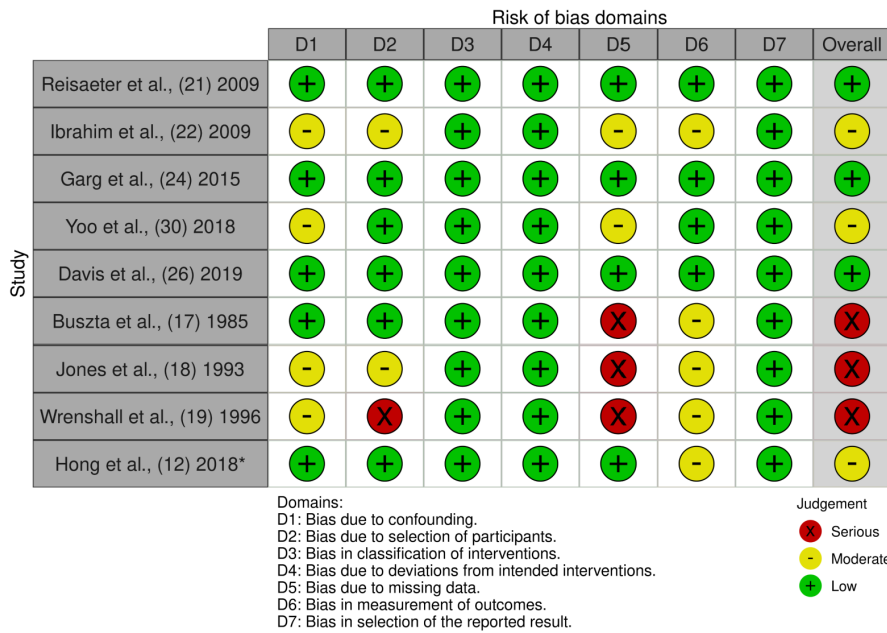 Risk of bias domains
D1 D2 D3 D4 D5 D6 D7 Overall
Study
Reisaeter et al., (21) 2009 + + + + + + + +
Ibrahim et al., (22) 2009 - - + + - - + -
Garg et al., (24) 2015 + + + + + + + +
Yoo et al., (30) 2018 - + + + - + + -
Davis et al., (26) 2019 + + + + + + + +
Buszta et al., (17) 1985 + + + + X - + X
Jones et al., (18) 1993 - - + + X - + X
Wrenshall et al., (19) 1996 - X + + X - + X
Hong et al., (12) 2018* + + + + + - + -
Domains:
D1: Bias due to confounding.
D2: Bias due to selection of participants.
D3: Bias in classification of interventions.
D4: Bias due to deviations from intended interventions.
D5: Bias due to missing data.
D6: Bias in measurement of outcomes.
D7: Bias in selection of the reported result.
Judgement
X Serious
- Moderate
+ Low